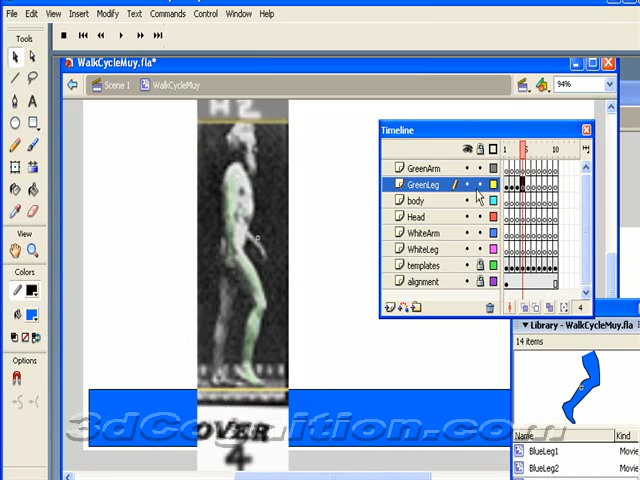 File Edit View Insert Modify Text Commands Control Window Help
Tools
WalkCycleMuy.fla*
Scene 1 WalkCycleMuy 94%
View
Colors
Options
OVER
4
Timeline
1 5 10
GreenArm
GreenLeg
body
Head
WhiteArm
WhiteLeg
templates
alignment
4
Library - WalkCycleMuy.fla
14 items
Name Kind
BlueLeg1 Movie
BlueLeg2 Movie
3dCognition.com